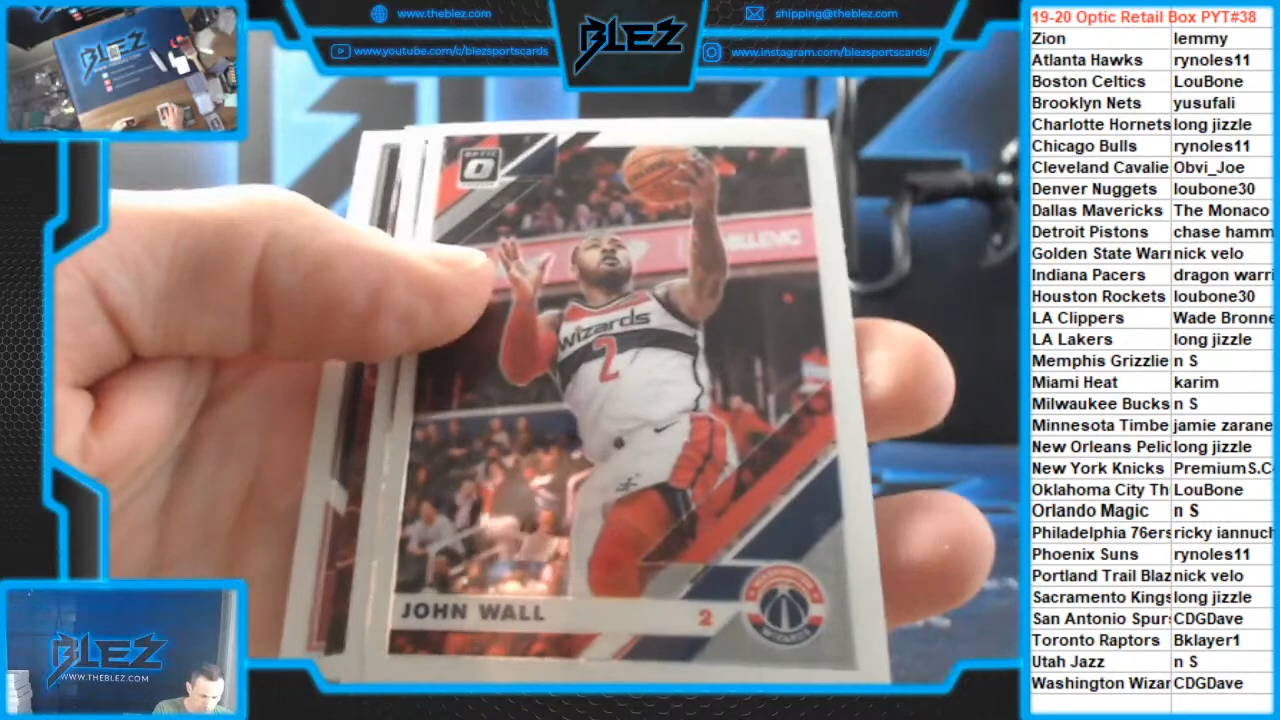 www.theblez.com
shipping@theblez.com
www.youtube.com/c/blezsportscards
www.instagram.com/blezsportscards/
BLEZ
BLEZ
OPTIC
wizards
2
JOHN WALL
2
WASHINGTON
WIZARDS
BLEZ
WWW.THEBLEZ.COM
19-20 Optic Retail Box PYT#38
Zion lemmy
Atlanta Hawks rynoles11
Boston Celtics LouBone
Brooklyn Nets yusufali
Charlotte Hornets long jizzle
Chicago Bulls rynoles11
Cleveland Cavalie Obvi_Joe
Denver Nuggets loubone30
Dallas Mavericks The Monaco
Detroit Pistons chase hamm
Golden State Warr nick velo
Indiana Pacers dragon warri
Houston Rockets loubone30
LA Clippers Wade Bronne
LA Lakers long jizzle
Memphis Grizzlie n S
Miami Heat karim
Milwaukee Bucks n S
Minnesota Timbe jamie zarane
New Orleans Pelic long jizzle
New York Knicks PremiumS.C
Oklahoma City Th LouBone
Orlando Magic n S
Philadelphia 76ers ricky iannuch
Phoenix Suns rynoles11
Portland Trail Blaz nick velo
Sacramento Kings long jizzle
San Antonio Spurs CDGDave
Toronto Raptors Bklayer1
Utah Jazz n S
Washington Wizar CDGDave